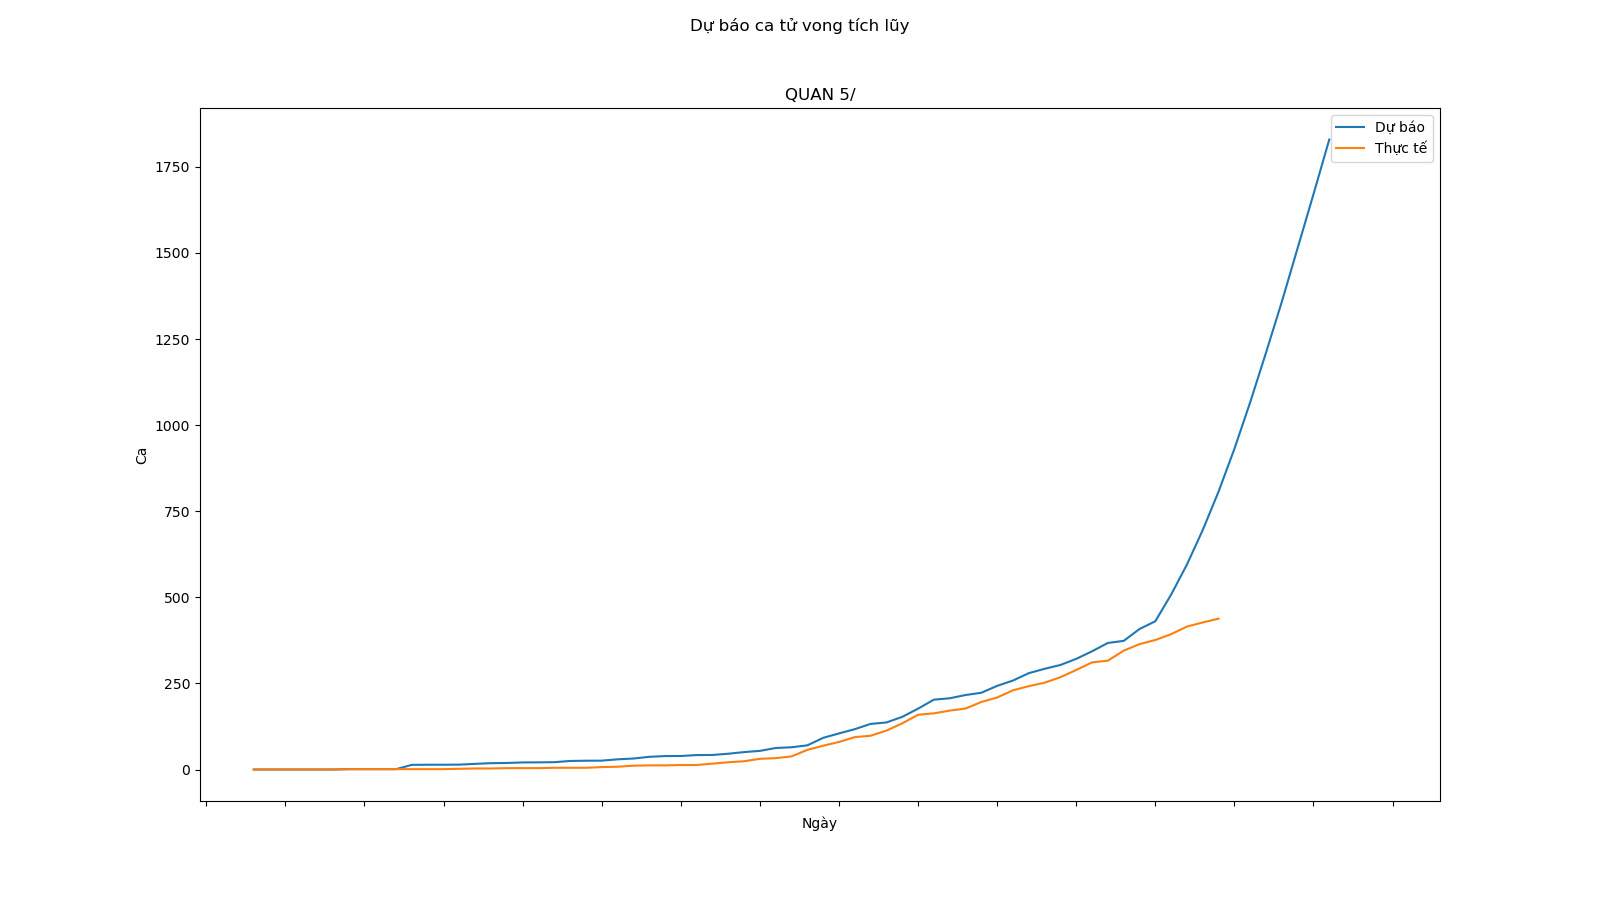 Dự báo ca tử vong tích lũy
QUAN 5/
Dự báo
Thực tế
1750
1500
1250
1000
750
500
250
0
Ca
Ngày